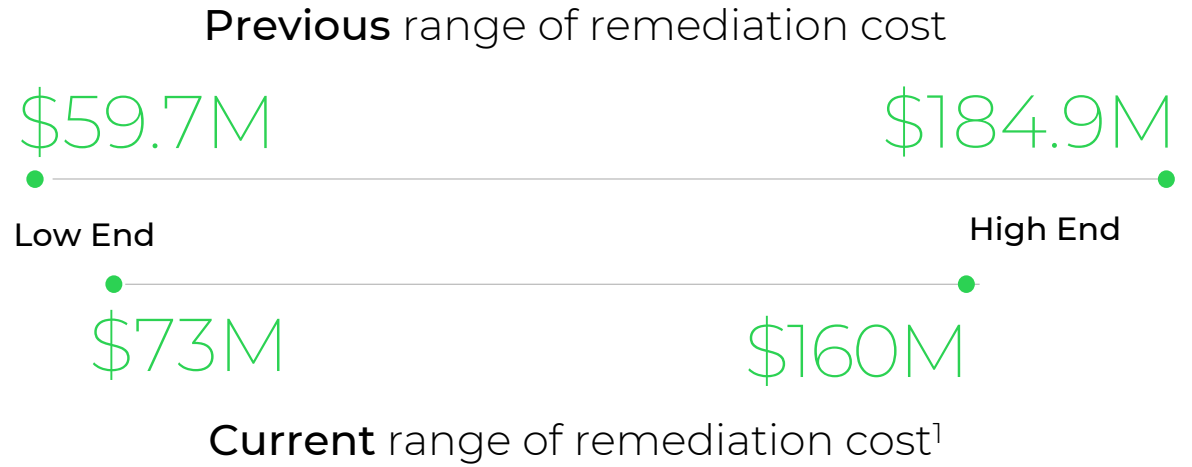 Previous range of remediation cost
$59.7M $184.9M
Low End High End
$73M $160M
Current range of remediation cost¹